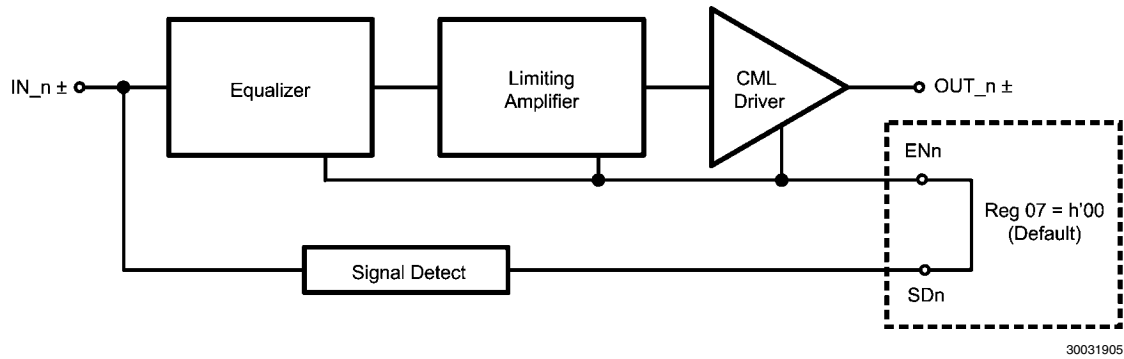 IN_n ±
Equalizer
Limiting
Amplifier
CML
Driver
OUT_n ±
ENn
Reg 07 = h'00
(Default)
Signal Detect
SDn
30031905